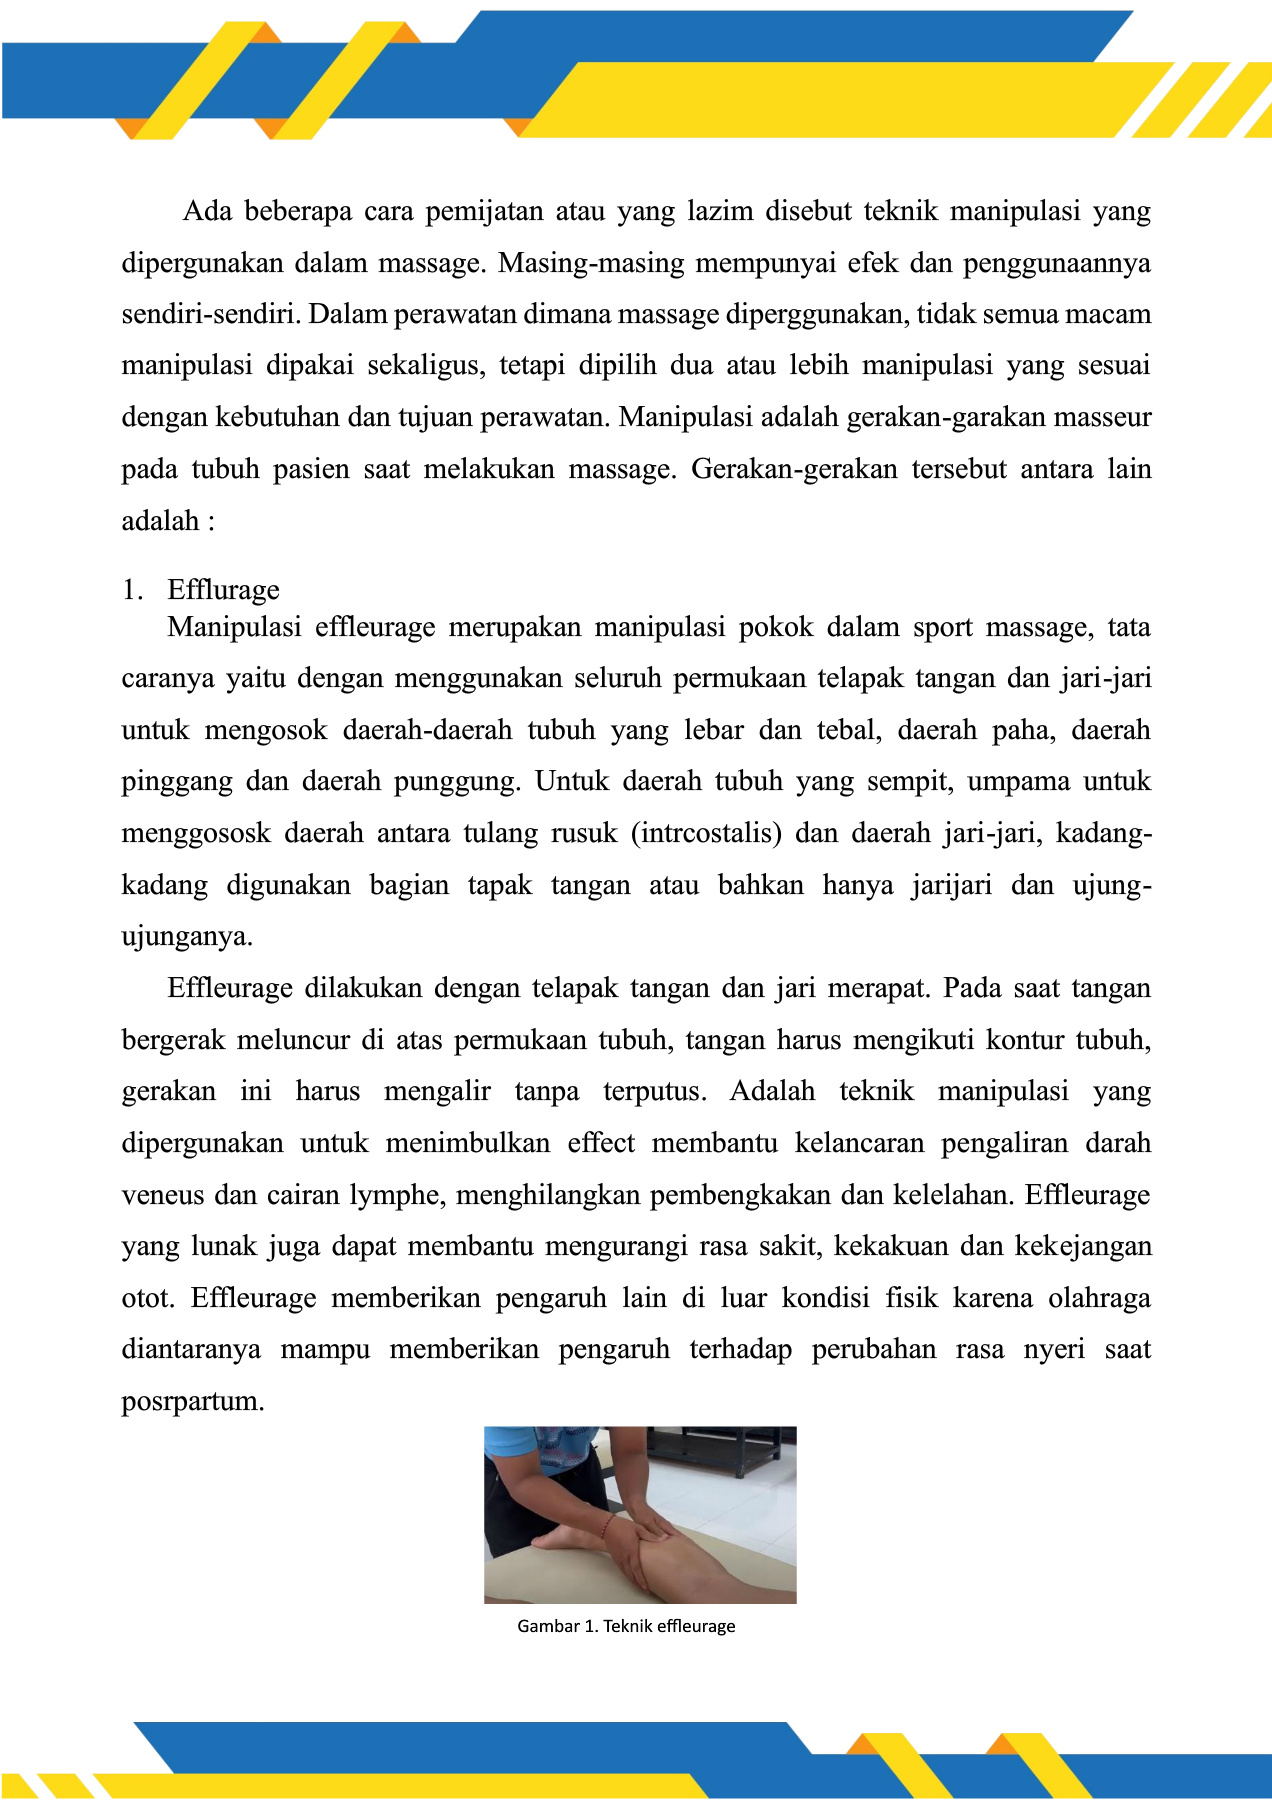 Ada beberapa cara pemijatan atau yang lazim disebut teknik manipulasi yang
dipergunakan dalam massage. Masing-masing mempunyai efek dan penggunaannya
sendiri-sendiri. Dalam perawatan dimana massage diperggunakan, tidak semua macam
manipulasi dipakai sekaligus, tetapi dipilih dua atau lebih manipulasi yang sesuai
dengan kebutuhan dan tujuan perawatan. Manipulasi adalah gerakan-garakan masseur
pada tubuh pasien saat melakukan massage. Gerakan-gerakan tersebut antara lain
adalah :
1. Efflurage
Manipulasi effleurage merupakan manipulasi pokok dalam sport massage, tata
caranya yaitu dengan menggunakan seluruh permukaan telapak tangan dan jari-jari
untuk mengosok daerah-daerah tubuh yang lebar dan tebal, daerah paha, daerah
pinggang dan daerah punggung. Untuk daerah tubuh yang sempit, umpama untuk
menggososk daerah antara tulang rusuk (intrcostalis) dan daerah jari-jari, kadang-
kadang digunakan bagian tapak tangan atau bahkan hanya jarijari dan ujung-
ujunganya.
Effleurage dilakukan dengan telapak tangan dan jari merapat. Pada saat tangan
bergerak meluncur di atas permukaan tubuh, tangan harus mengikuti kontur tubuh,
gerakan ini harus mengalir tanpa terputus. Adalah teknik manipulasi yang
dipergunakan untuk menimbulkan effect membantu kelancaran pengaliran darah
veneus dan cairan lymphe, menghilangkan pembengkakan dan kelelahan. Effleurage
yang lunak juga dapat membantu mengurangi rasa sakit, kekakuan dan kekejangan
otot. Effleurage memberikan pengaruh lain di luar kondisi fisik karena olahraga
diantaranya mampu memberikan pengaruh terhadap perubahan rasa nyeri saat
posrpartum.
Gambar 1. Teknik effleurage